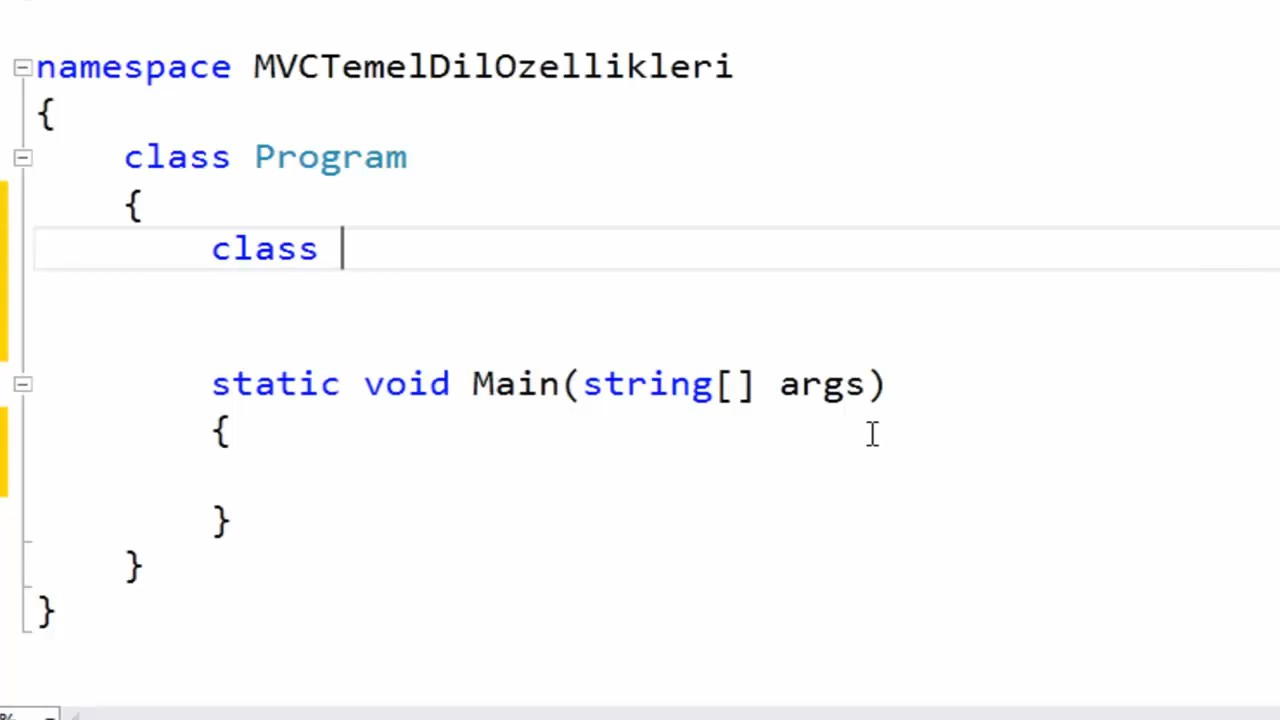 namespace MVCTemelDilOzellikleri
{
    class Program
    {
        class
        static void Main(string[] args)
        {
        }
    }
}
%